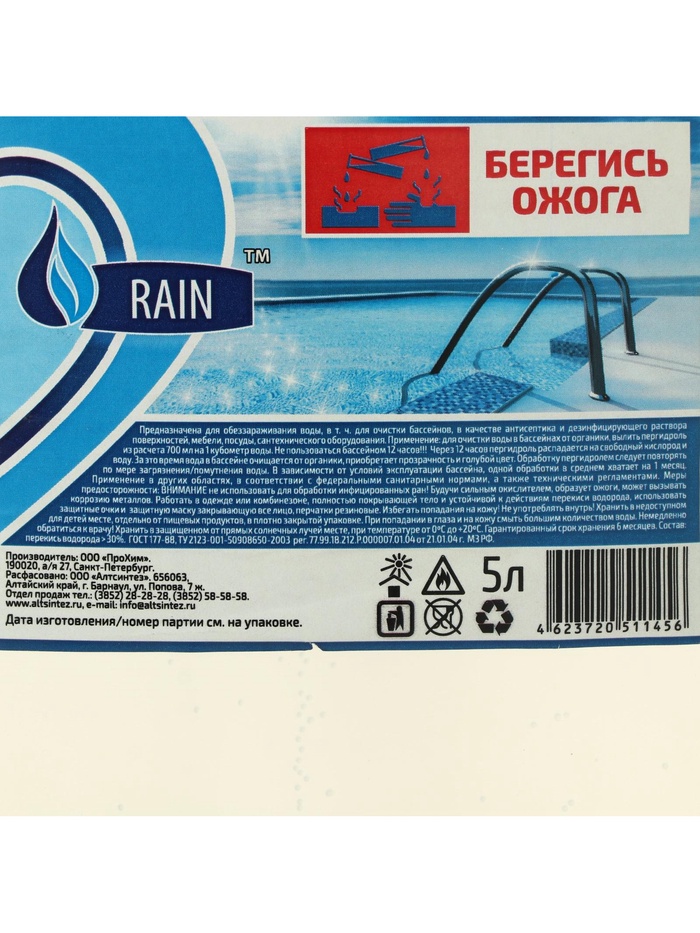 БЕРЕГИСЬ
ОЖОГА
RAIN ™
Предназначена для обеззараживания воды, в т. ч. для очистки бассейнов, в качестве антисептика и дезинфицирующего раствора
поверхностей, мебели, посуды, сантехнического оборудования. Применение: для очистки воды в бассейнах от органики, вылить пергидроль
из расчета 700 мл на 1 кубометр воды. Не пользоваться бассейном 12 часов!!! Через 12 часов пергидроль распадается на свободный кислород и
воду. За это время вода в бассейне очищается от органики, приобретает прозрачность и голубой цвет. Обработку пергидролем следует повторять
по мере загрязнения/помутнения воды. В зависимости от условий эксплуатации бассейна, одной обработки в среднем хватает на 1 месяц.
Применение в других областях, в соответствии с федеральными санитарными нормами, а также техническими регламентами. Меры
предосторожности: ВНИМАНИЕ не использовать для обработки инфицированных ран! Будучи сильным окислителем, образует ожоги, может вызывать
коррозию металлов. Работать в одежде или комбинезоне, полностью покрывающей тело и устойчивой к действиям перекиси водорода, использовать
защитные очки и защитную маску закрывающую все лицо, перчатки резиновые. Избегать попадания на кожу! Не употреблять внутрь! Хранить в недоступном
для детей месте, отдельно от пищевых продуктов, в плотно закрытой упаковке. При попадании в глаза и на кожу смыть большим количеством воды. Немедленно
обратиться к врачу! Хранить в защищенном от прямых солнечных лучей месте, при температуре от 0°С до +20°С. Гарантированный срок хранения 6 месяцев. Состав:
перекись водорода >30%. ГОСТ 177-88, ТУ 2123-001-50908650-2003 рег. 77.99.18.212.Р.000007.01.04 от 21.01.04 г. МЗ РФ.
Производитель: ООО «ПроХим».
190020, а/я 27, Санкт-Петербург.
Расфасовано: ООО «Алтсинтез», 656063,
Алтайский край, г. Барнаул, ул. Попова, 7 ж.
Отдел продаж тел.: (3852) 28-28-28, (3852) 58-58-58.
www.altsintez.ru, e-mail: info@altsintez.ru
Дата изготовления/номер партии см. на упаковке.
5л
4 623720 511456